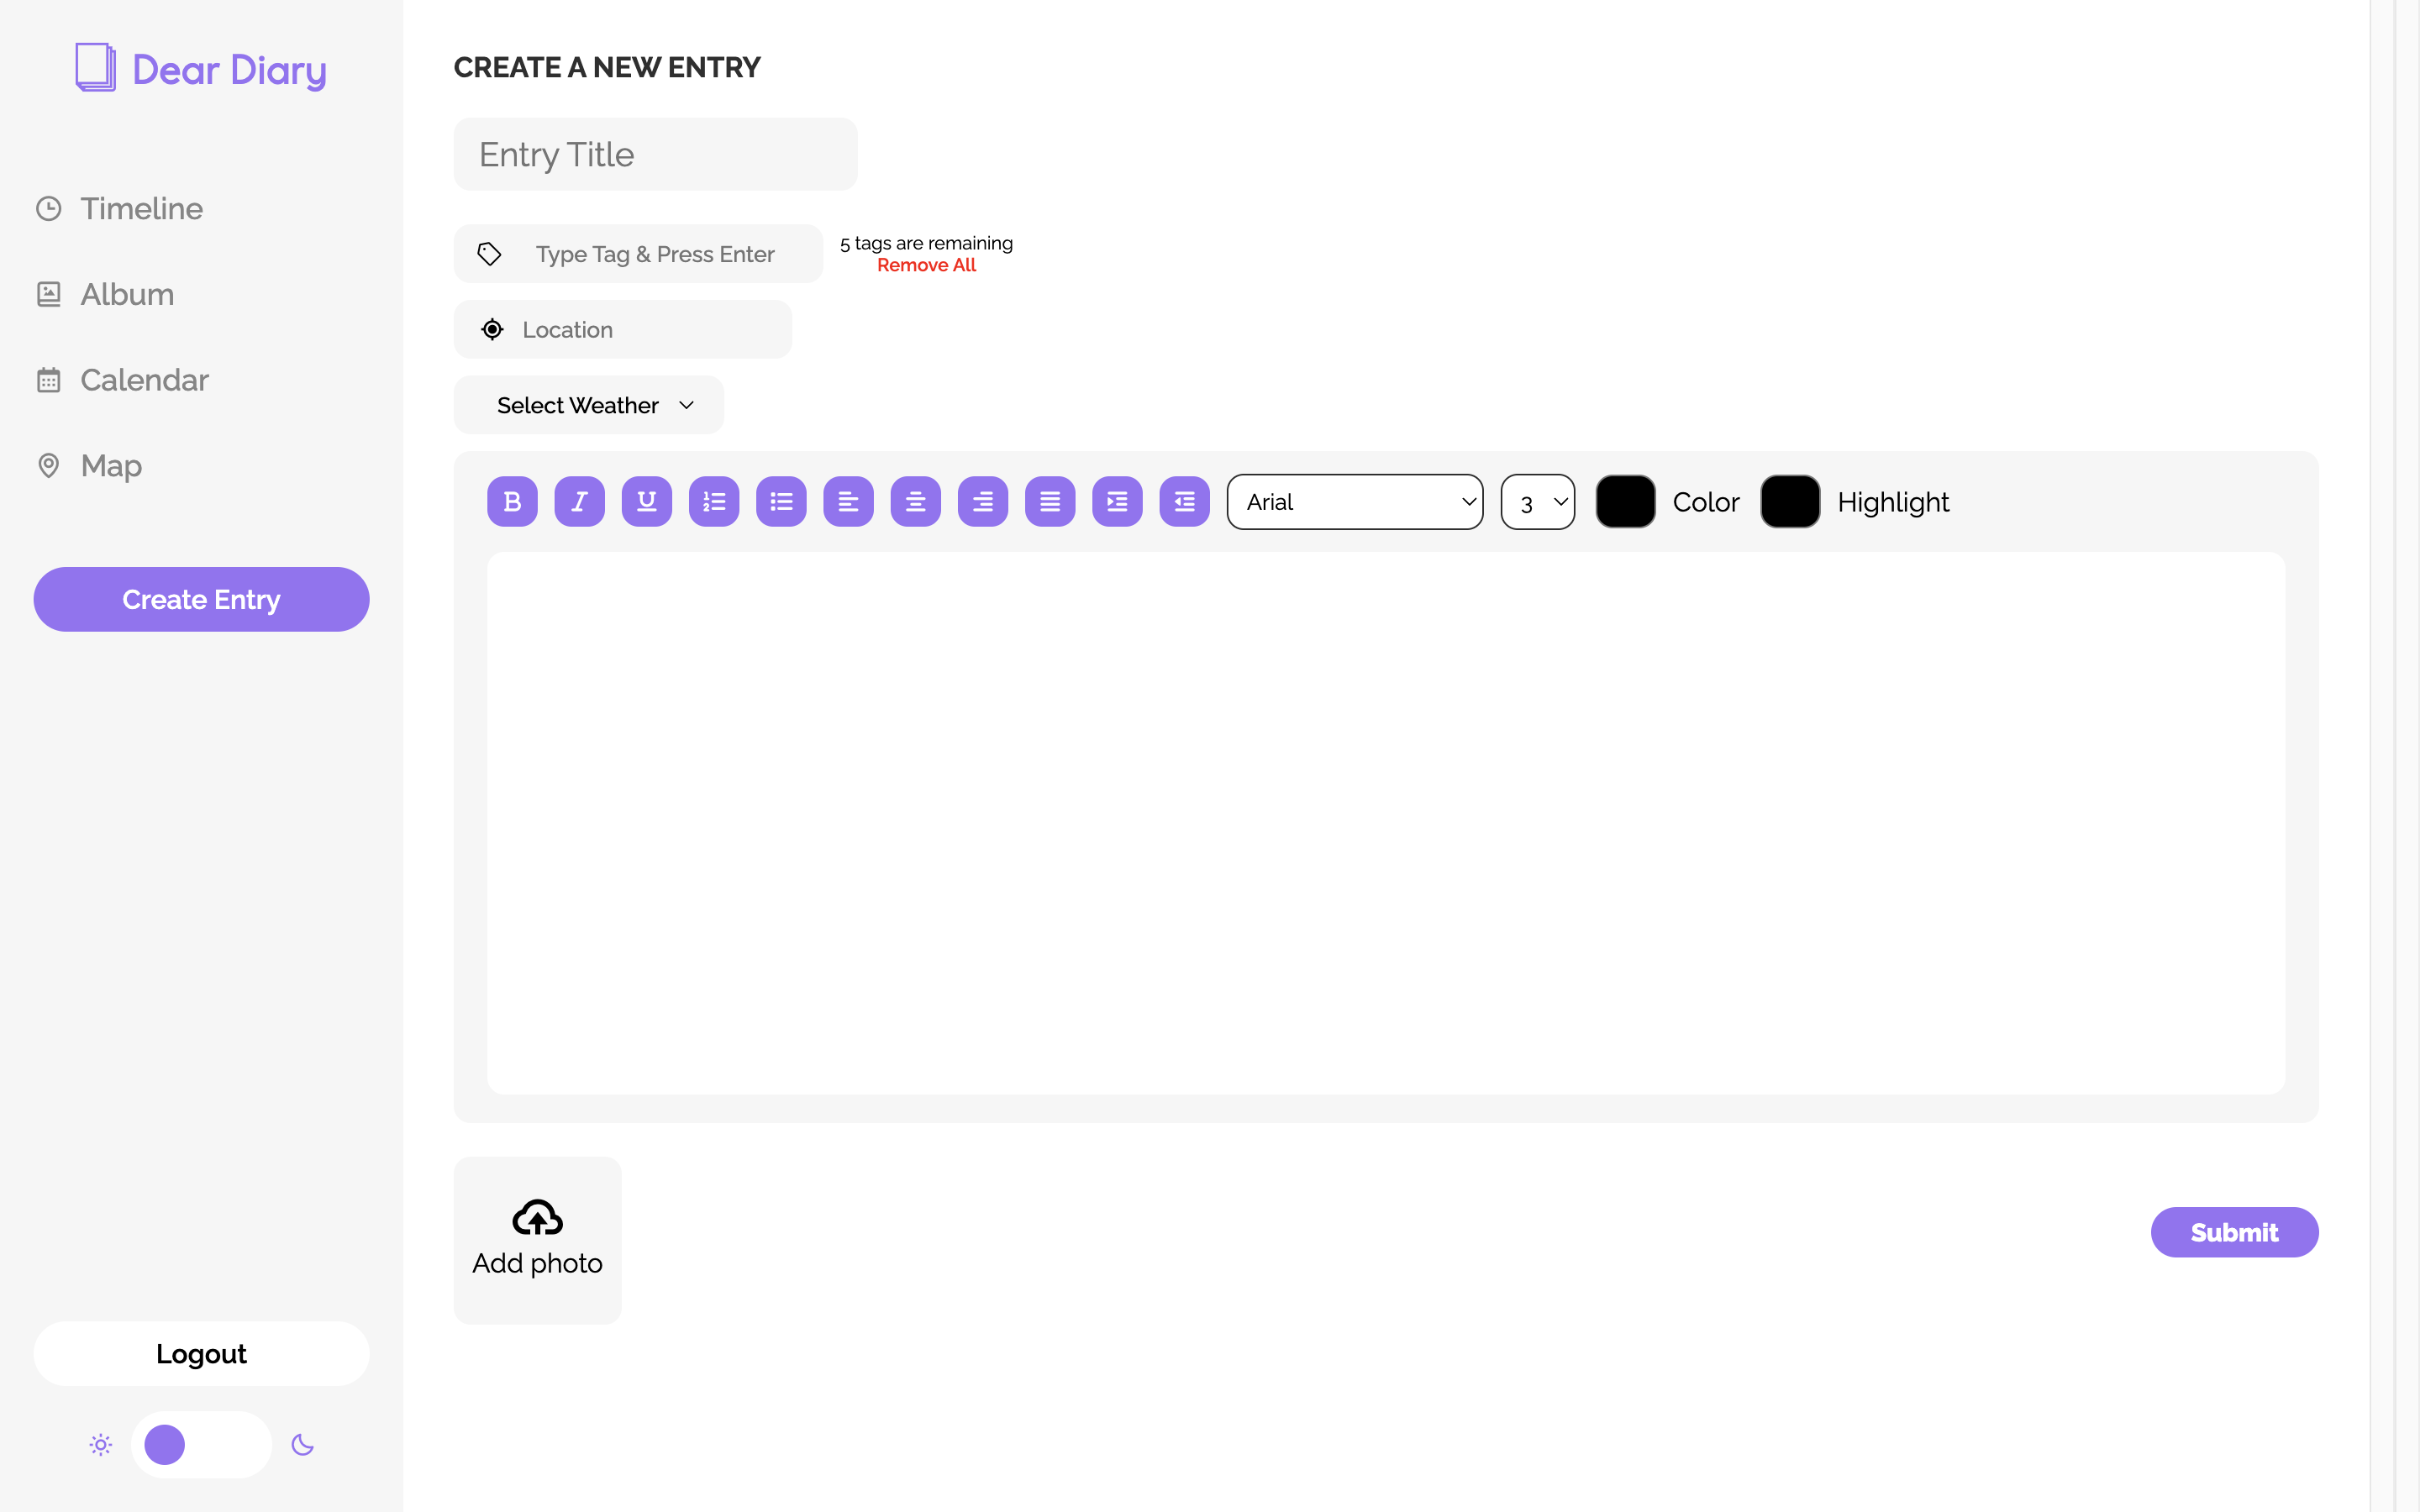 Dear Diary
Timeline
Album
Calendar
Map
Create Entry
Logout
CREATE A NEW ENTRY
Entry Title
Type Tag & Press Enter
5 tags are remaining
Remove All
Location
Select Weather
Arial
3
Color
Highlight
Add photo
Submit